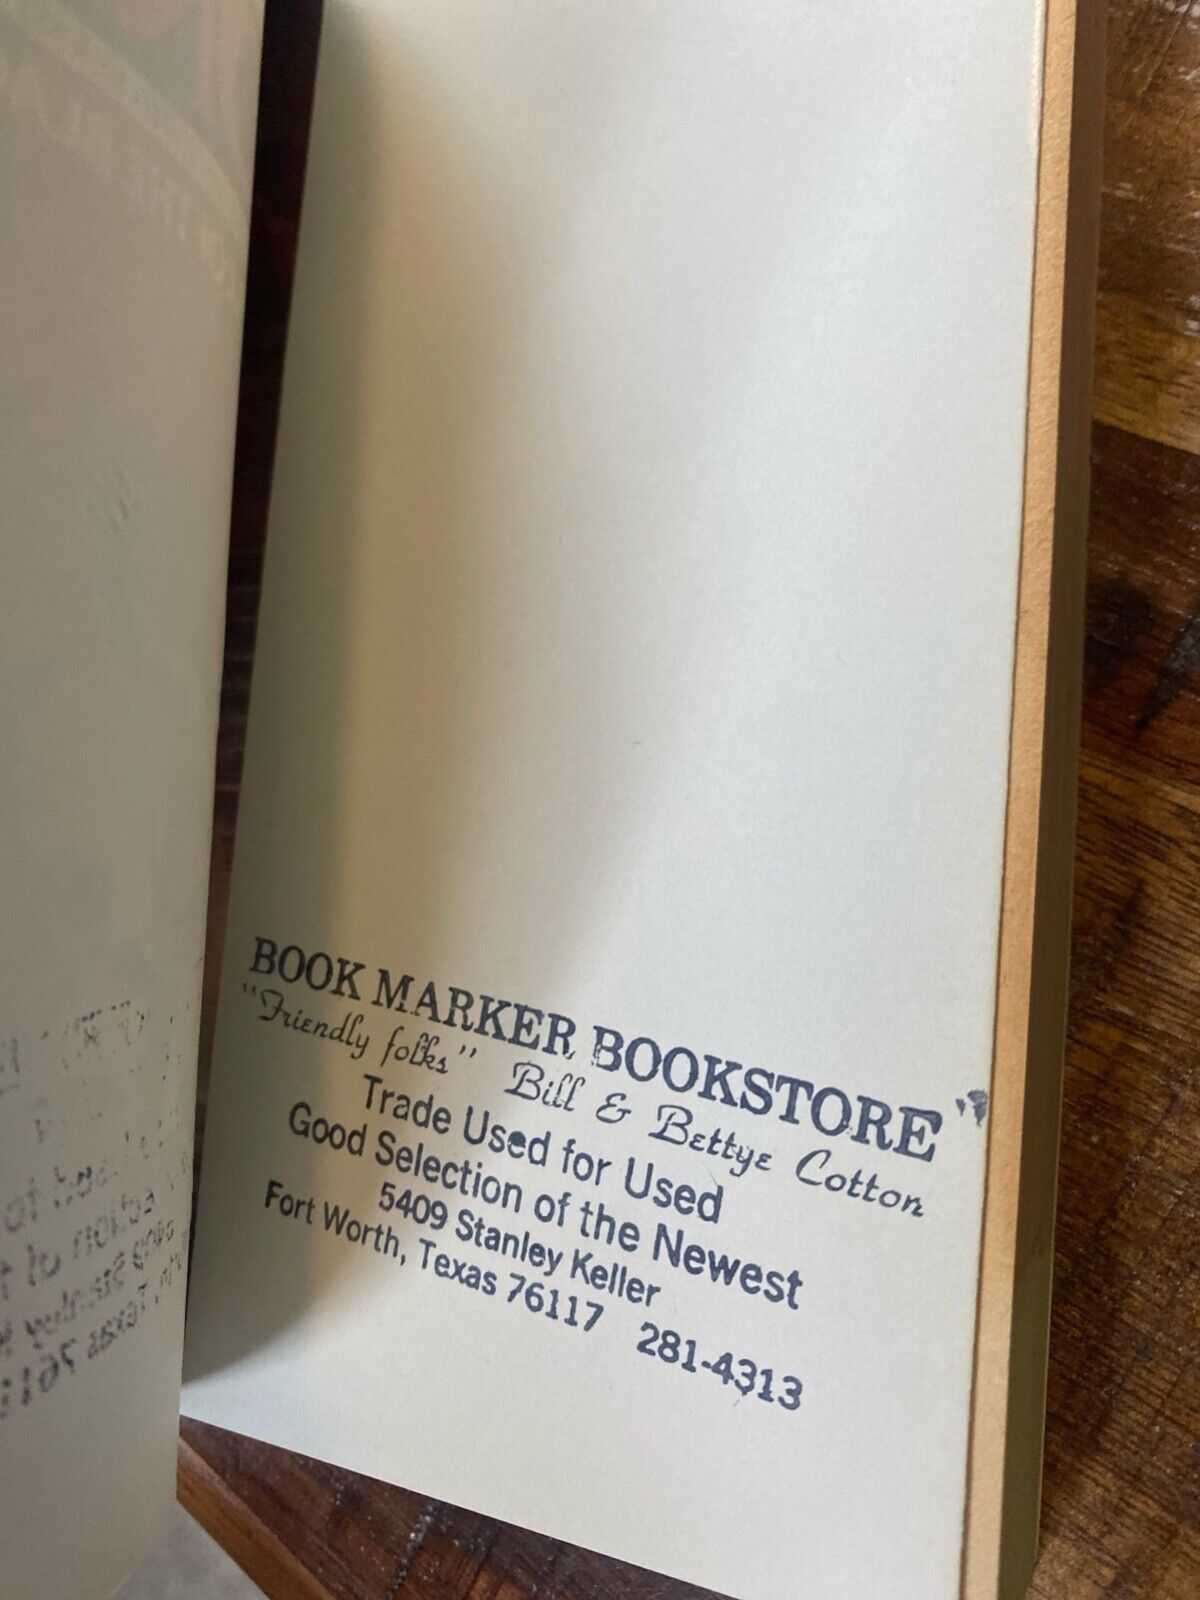 BOOK MARKER BOOKSTORE
"Friendly folks" Bill & Bettye Cotton
Trade Used for Used
Good Selection of the Newest
5409 Stanley Keller
Fort Worth, Texas 76117 281-4313